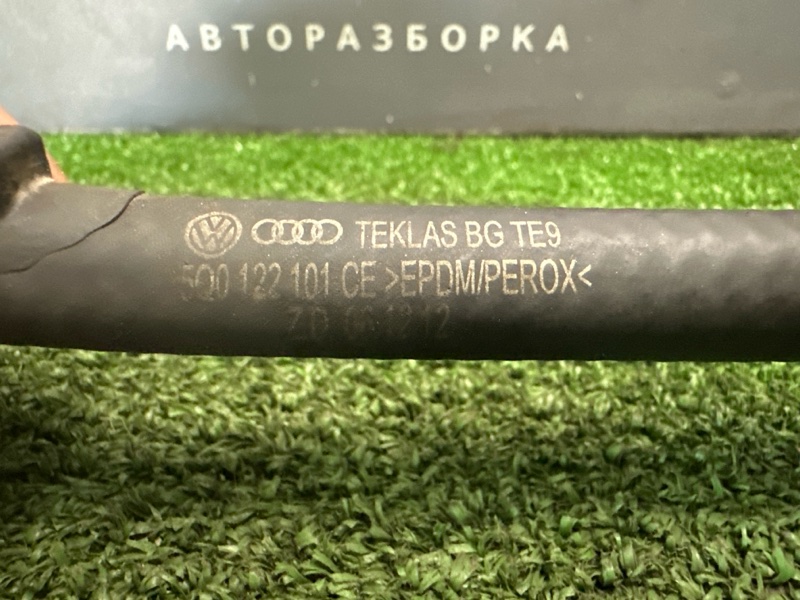 АВТОРАЗБОРКА
TEKLAS BG TE9
5Q0 122 101 CE >EPDM/PEROX<